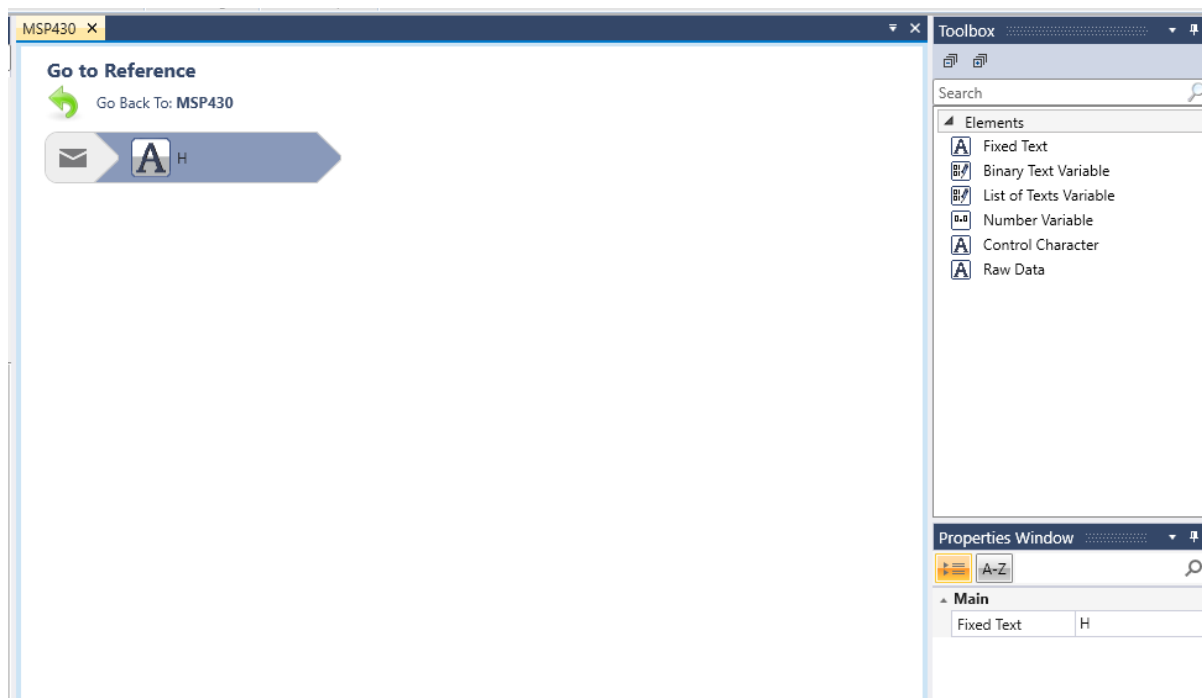 MSP430
Go to Reference
Go Back To: MSP430
A H
Toolbox
Search
Elements
A Fixed Text
Binary Text Variable
List of Texts Variable
Number Variable
A Control Character
A Raw Data
Properties Window
A-Z
Main
Fixed Text H